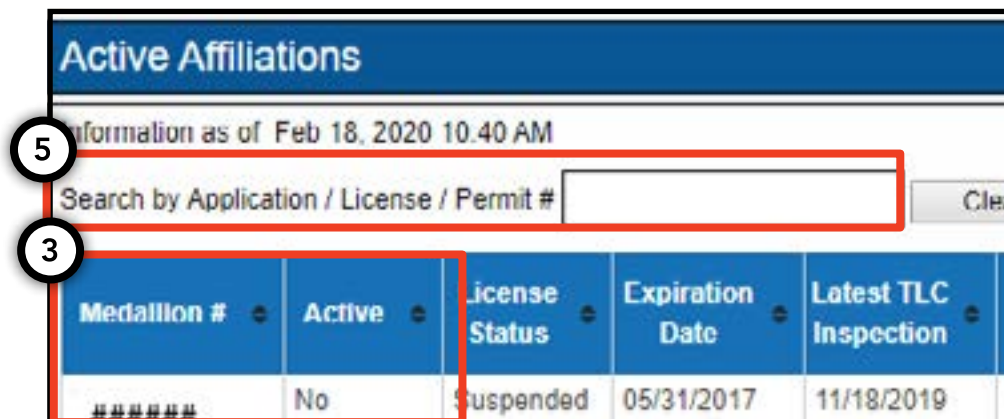 Active Affiliations
Information as of Feb 18, 2020 10.40 AM
5
Search by Application / License / Permit #
3
Medallion # Active License Status Expiration Date Latest TLC Inspection
###### No Suspended 05/31/2017 11/18/2019